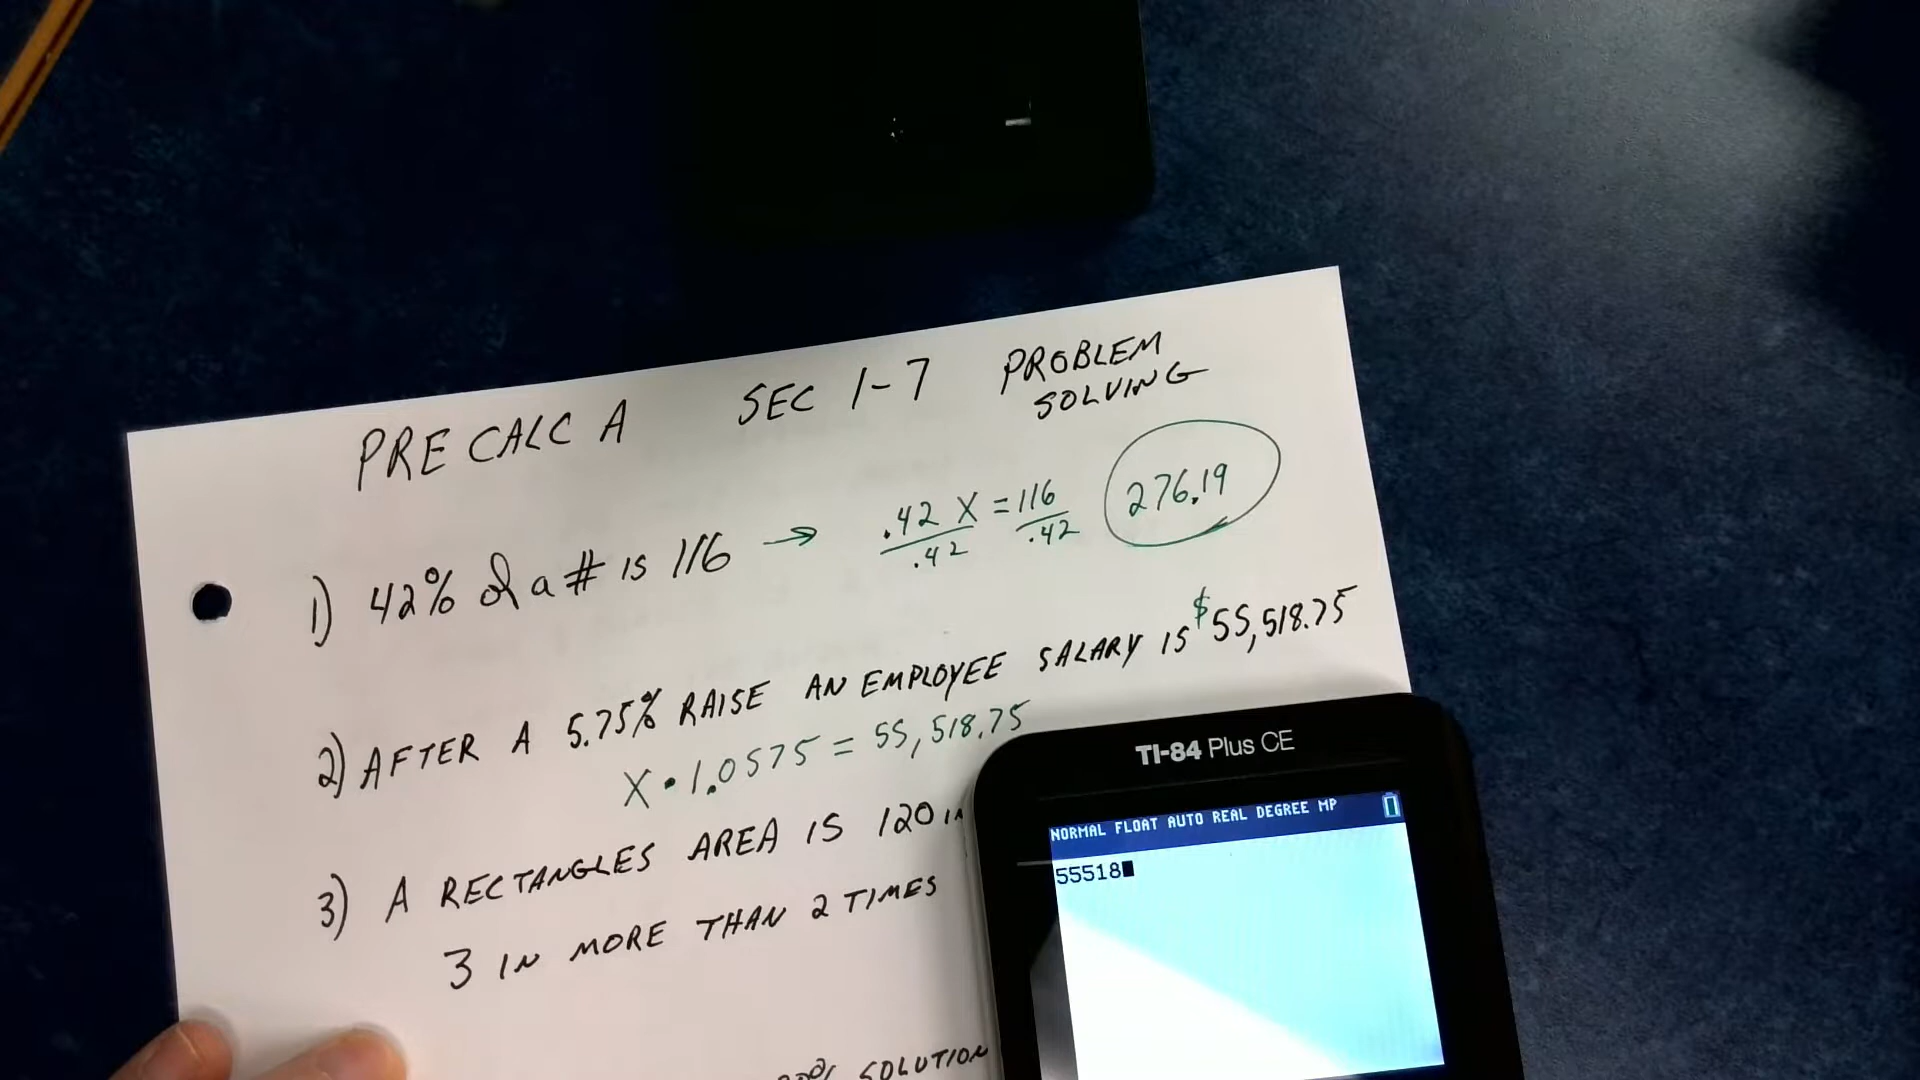 PRE CALC A SEC 1-7 PROBLEM
SOLVING
1) 42% of a # is 116 → .42 X = 116 276.19
.42 .42
2) AFTER A 5.75% RAISE AN EMPLOYEE SALARY IS $55,518.75
X • 1.0575 = 55,518.75
3) A RECTANGLES AREA IS 120
3 IN MORE THAN 2 TIMES
SOLUTION
TI-84 Plus CE
NORMAL FLOAT AUTO REAL DEGREE MP
55518